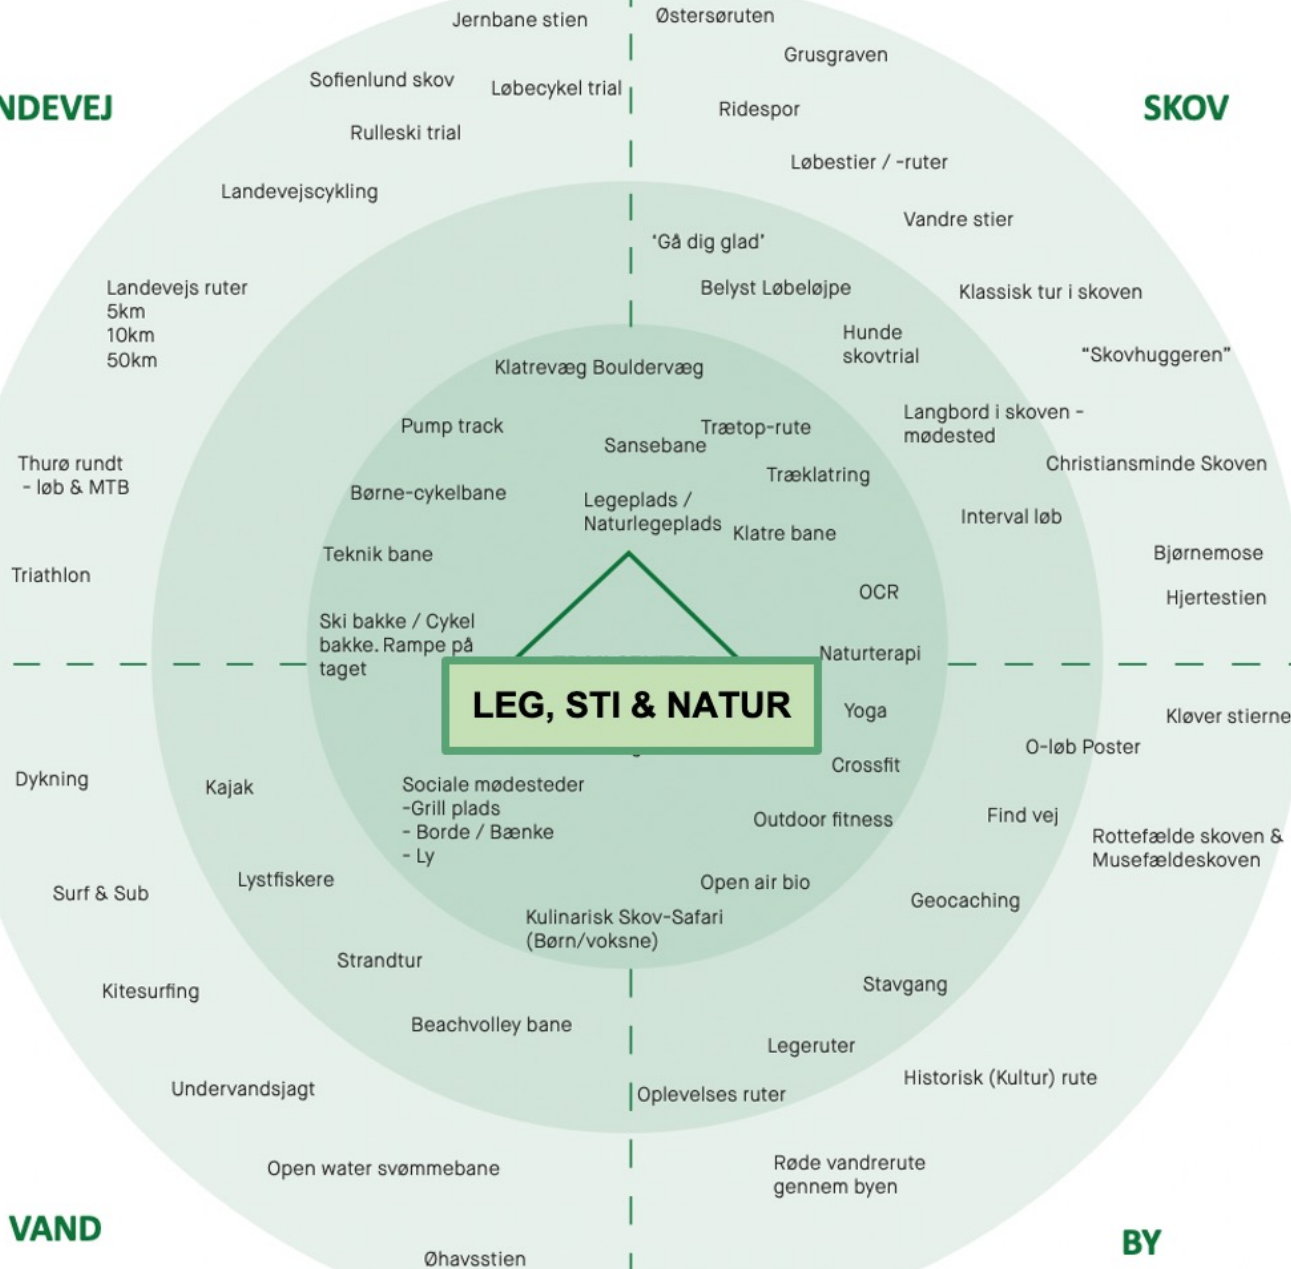 Jernbane stien
Østersøruten
Grusgraven
Sofienlund skov
Løbecykel trial
NDEVEJ
SKOV
Ridespor
Rulleski trial
Løbestier / -ruter
Landevejscykling
Vandre stier
‘Gå dig glad’
Landevejs ruter
5km
10km
50km
Belyst Løbeløjpe
Klassisk tur i skoven
Hunde
skovtrial
“Skovhuggeren”
Klatrevæg Bouldervæg
Langbord i skoven -
mødested
Pump track
Trætop-rute
Sansebane
Thurø rundt
- løb & MTB
Christiansminde Skoven
Træklatring
Børne-cykelbane
Legeplads /
Naturlegeplads
Interval løb
Klatre bane
Teknik bane
Bjørnemose
Triathlon
OCR
Hjertestien
Ski bakke / Cykel
bakke. Rampe på
taget
Naturterapi
LEG, STI & NATUR
Yoga
Kløver stierne
O-løb Poster
Crossfit
Dykning
Kajak
Sociale mødesteder
-Grill plads
- Borde / Bænke
- Ly
Outdoor fitness
Find vej
Rottefælde skoven &
Musefældeskoven
Lystfiskere
Open air bio
Surf & Sub
Geocaching
Kulinarisk Skov-Safari
(Børn/voksne)
Strandtur
Stavgang
Kitesurfing
Beachvolley bane
Legeruter
Historisk (Kultur) rute
Undervandsjagt
Oplevelses ruter
Open water svømmebane
Røde vandrerute
gennem byen
VAND
BY
Øhavsstien